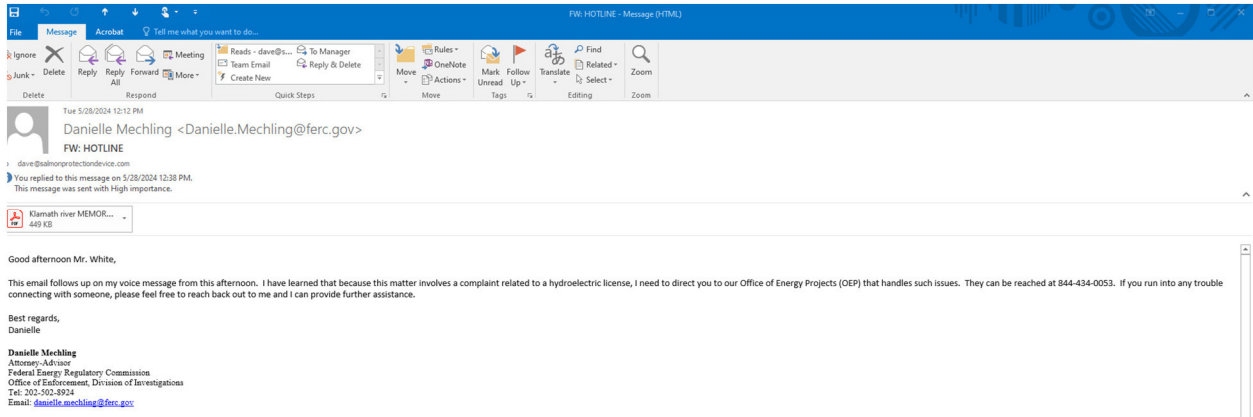 FW: HOTLINE - Message (HTML)
File Message Acrobat Tell me what you want to do...
Ignore
Junk
Delete
Reply
Reply All
Forward
Meeting
More
Reads - dave@s...
To Manager
Team Email
Reply & Delete
Create New
Move
Rules
OneNote
Actions
Mark Unread
Follow Up
Translate
Find
Related
Select
Zoom
Delete Respond Quick Steps Move Tags Editing Zoom
Tue 5/28/2024 12:12 PM
Danielle Mechling <Danielle.Mechling@ferc.gov>
FW: HOTLINE
dave@salmonprotectiondevice.com
You replied to this message on 5/28/2024 12:38 PM.
This message was sent with High importance.
Klamath river MEMOR...
449 KB
Good afternoon Mr. White,
This email follows up on my voice message from this afternoon. I have learned that because this matter involves a complaint related to a hydroelectric license, I need to direct you to our Office of Energy Projects (OEP) that handles such issues. They can be reached at 844-434-0053. If you run into any trouble
connecting with someone, please feel free to reach back out to me and I can provide further assistance.
Best regards,
Danielle
Danielle Mechling
Attorney-Advisor
Federal Energy Regulatory Commission
Office of Enforcement, Division of Investigations
Tel: 202-502-8924
Email: danielle.mechling@ferc.gov